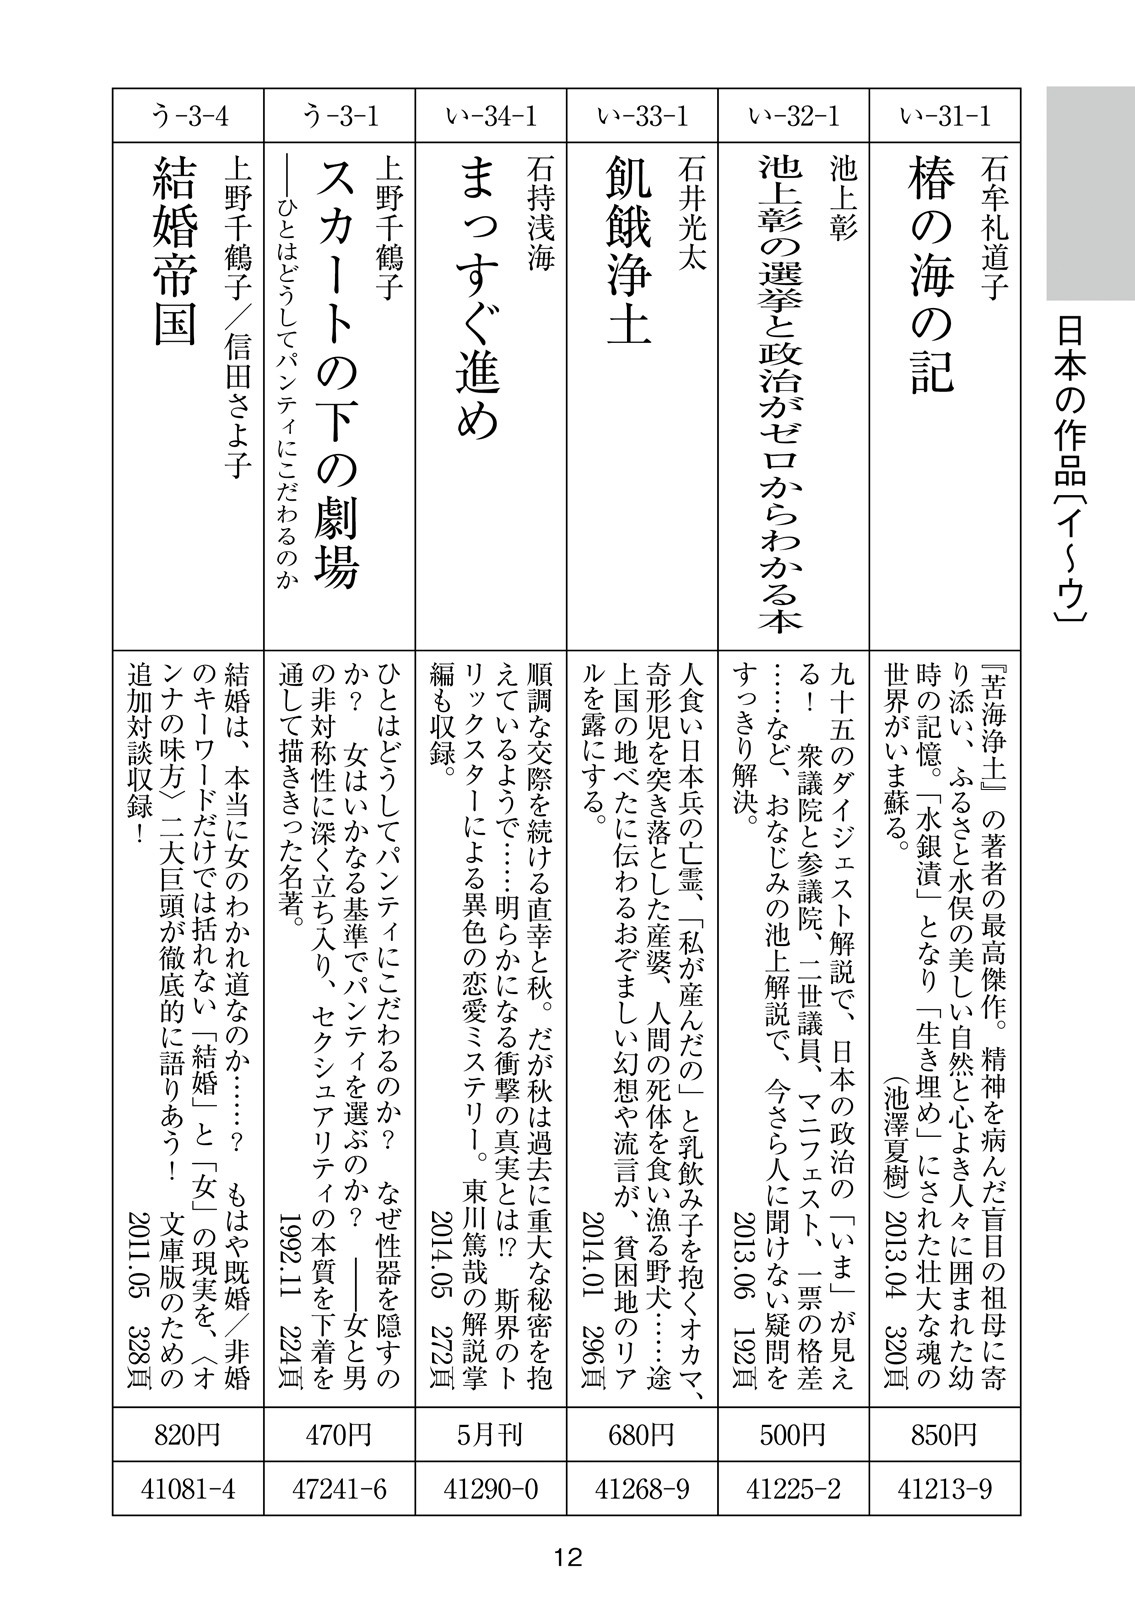 日本の作品〔イ〜ウ〕
い-31-1
石牟礼道子
椿の海の記
『苦海浄土』の著者の最高傑作。精神を病んだ盲目の祖母に寄
り添い、ふるさと水俣の美しい自然と心よき人々に囲まれた幼
時の記憶。「水銀漬」となり「生き埋め」にされた壮大な魂の
世界がいま蘇る。　（池澤夏樹）2013.04　320頁
850円
41213-9
い-32-1
池上彰
池上彰の選挙と政治がゼロからわかる本
九十五のダイジェスト解説で、日本の政治の「いま」が見え
る！　衆議院と参議院、二世議員、マニフェスト、一票の格差
……など、おなじみの池上解説で、今さら人に聞けない疑問を
すっきり解決。　2013.06　192頁
500円
41225-2
い-33-1
石井光太
飢餓浄土
人食い日本兵の亡霊、「私が産んだの」と乳飲み子を抱くオカマ、
奇形児を突き落とした産婆、人間の死体を食い漁る野犬……途
上国の地べたに伝わるおぞましい幻想や流言が、貧困地のリア
ルを露にする。　2014.01　296頁
680円
41268-9
い-34-1
石持浅海
まっすぐ進め
順調な交際を続ける直幸と秋。だが秋は過去に重大な秘密を抱
えているようで……明らかになる衝撃の真実とは!?　斯界のト
リックスターによる異色の恋愛ミステリー。東川篤哉の解説掌
編も収録。　2014.05　272頁
5月刊
41290-0
う-3-1
上野千鶴子
スカートの下の劇場
――ひとはどうしてパンティにこだわるのか
ひとはどうしてパンティにこだわるのか？　なぜ性器を隠すの
か？　女はいかなる基準でパンティを選ぶのか？　――女と男
の非対称性に深く立ち入り、セクシュアリティの本質を下着を
通して描ききった名著。　1992.11　224頁
470円
47241-6
う-3-4
上野千鶴子／信田さよ子
結婚帝国
結婚は、本当に女のわかれ道なのか……？　もはや既婚／非婚
のキーワードだけでは括れない「結婚」と「女」の現実を、〈オ
ンナの味方〉二大巨頭が徹底的に語りあう！　文庫版のための
追加対談収録！　2011.05　328頁
820円
41081-4
12